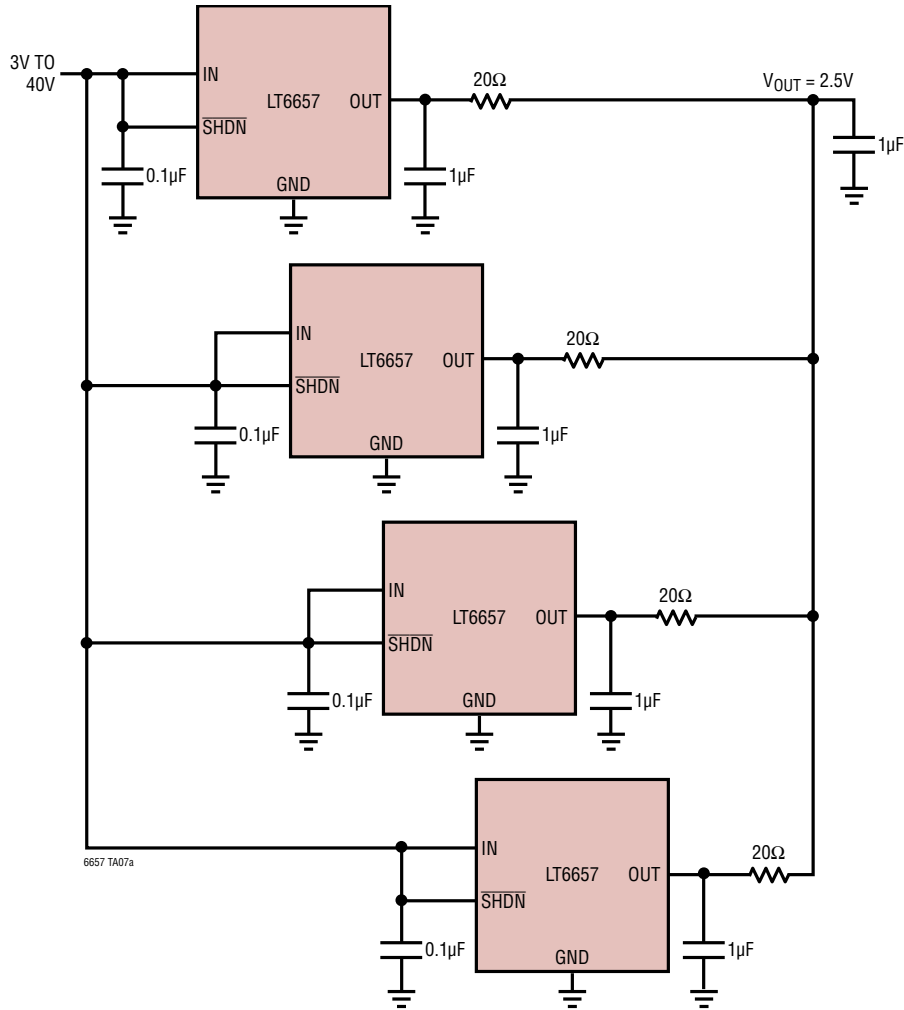 3V TO
40V
IN
LT6657
OUT
SHDN
GND
0.1µF
1µF
20Ω
VOUT = 2.5V
1µF
IN
LT6657
OUT
SHDN
GND
0.1µF
1µF
20Ω
IN
LT6657
OUT
SHDN
GND
0.1µF
1µF
20Ω
6657 TA07a
IN
LT6657
OUT
SHDN
GND
0.1µF
1µF
20Ω